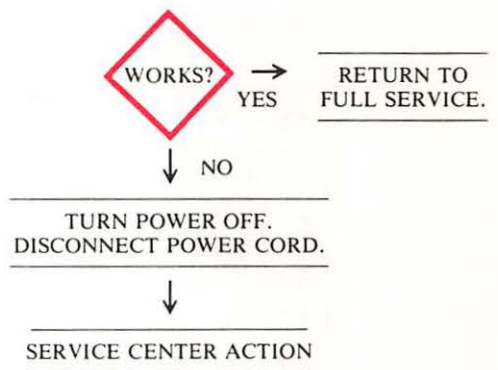 WORKS?
YES
RETURN TO
FULL SERVICE.
NO
TURN POWER OFF.
DISCONNECT POWER CORD.
SERVICE CENTER ACTION